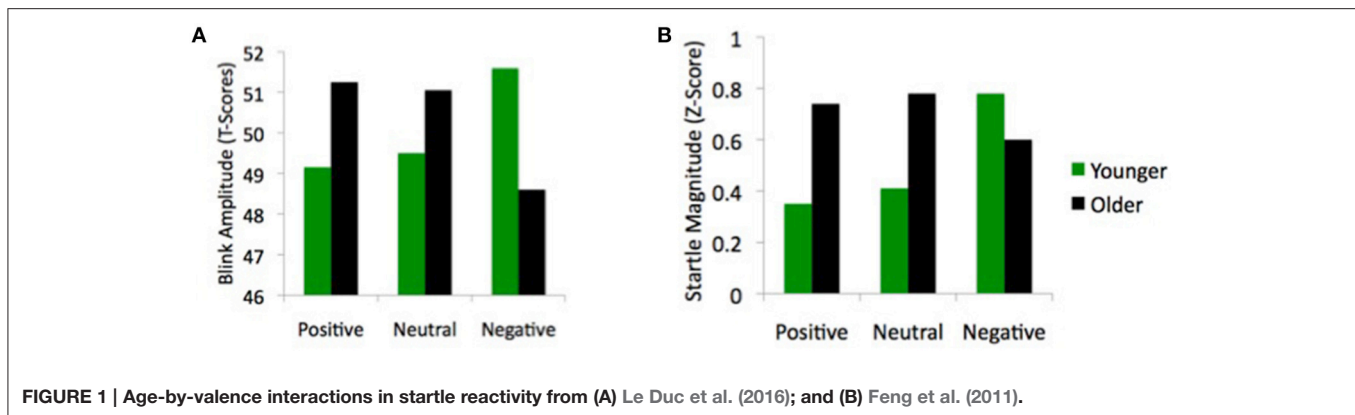 A
Blink Amplitude (T-Scores)
52
51
50
49
48
47
46
Positive Neutral Negative
B
Startle Magnitude (Z-Score)
1
0.8
0.6
0.4
0.2
0
Positive Neutral Negative
Younger
Older
FIGURE 1 | Age-by-valence interactions in startle reactivity from (A) Le Duc et al. (2016); and (B) Feng et al. (2011).